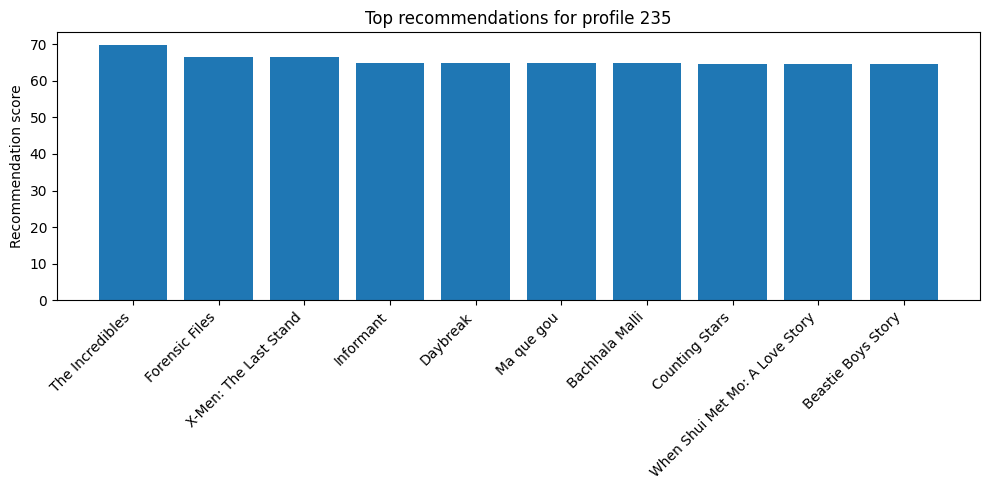 Top recommendations for profile 235
Recommendation score
70
60
50
40
30
20
10
0
The Incredibles
Forensic Files
X-Men: The Last Stand
Informant
Daybreak
Ma que gou
Bachhala Malli
Counting Stars
When Shui Met Mo: A Love Story
Beastie Boys Story